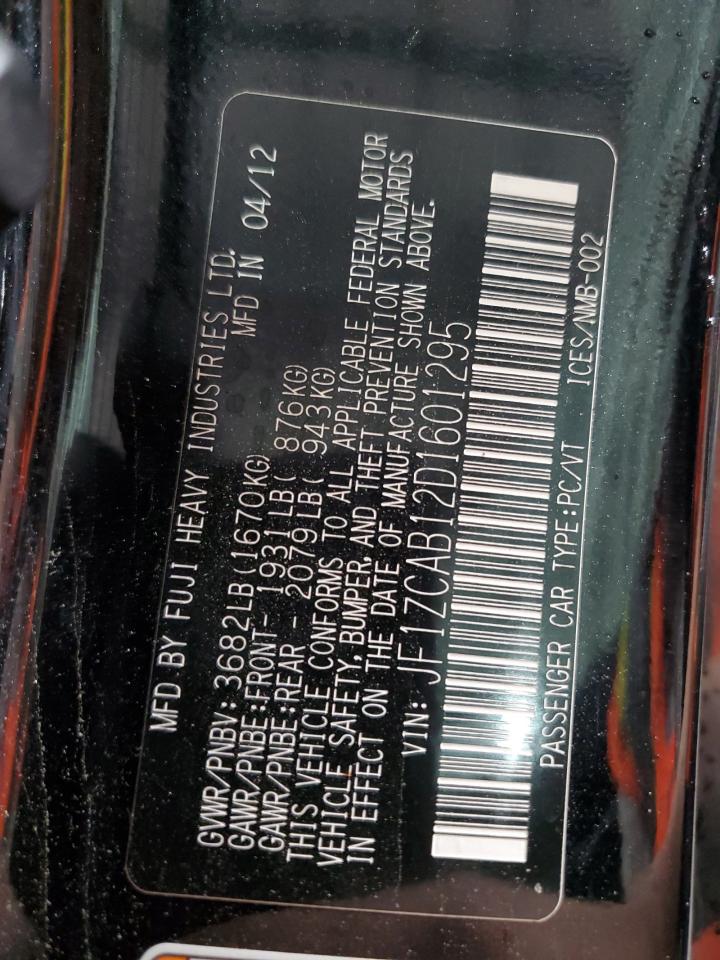 MFD BY FUJI HEAVY INDUSTRIES LTD.
MFD IN 04/12
GVWR/PNBV: 3682LB (1670KG)
GAWR/PNBE:FRONT- 1931LB( 876KG)
GAWR/PNBE:REAR - 2079LB( 943KG)
THIS VEHICLE CONFORMS TO ALL APPLICABLE FEDERAL MOTOR
VEHICLE SAFETY,BUMPER,AND THEFT PREVENTION STANDARDS
IN EFFECT ON THE DATE OF MANUFACTURE SHOWN ABOVE.
VIN: JF1ZCAB12D1601295
PASSENGER CAR TYPE:PC/VT ICES/NMB-002